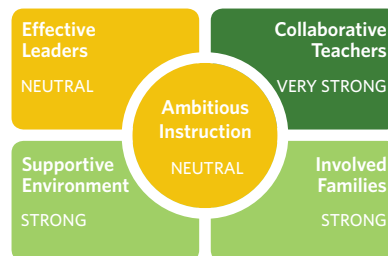 Effective
Leaders
NEUTRAL
Collaborative
Teachers
VERY STRONG
Ambitious
Instruction
NEUTRAL
Supportive
Environment
STRONG
Involved
Families
STRONG